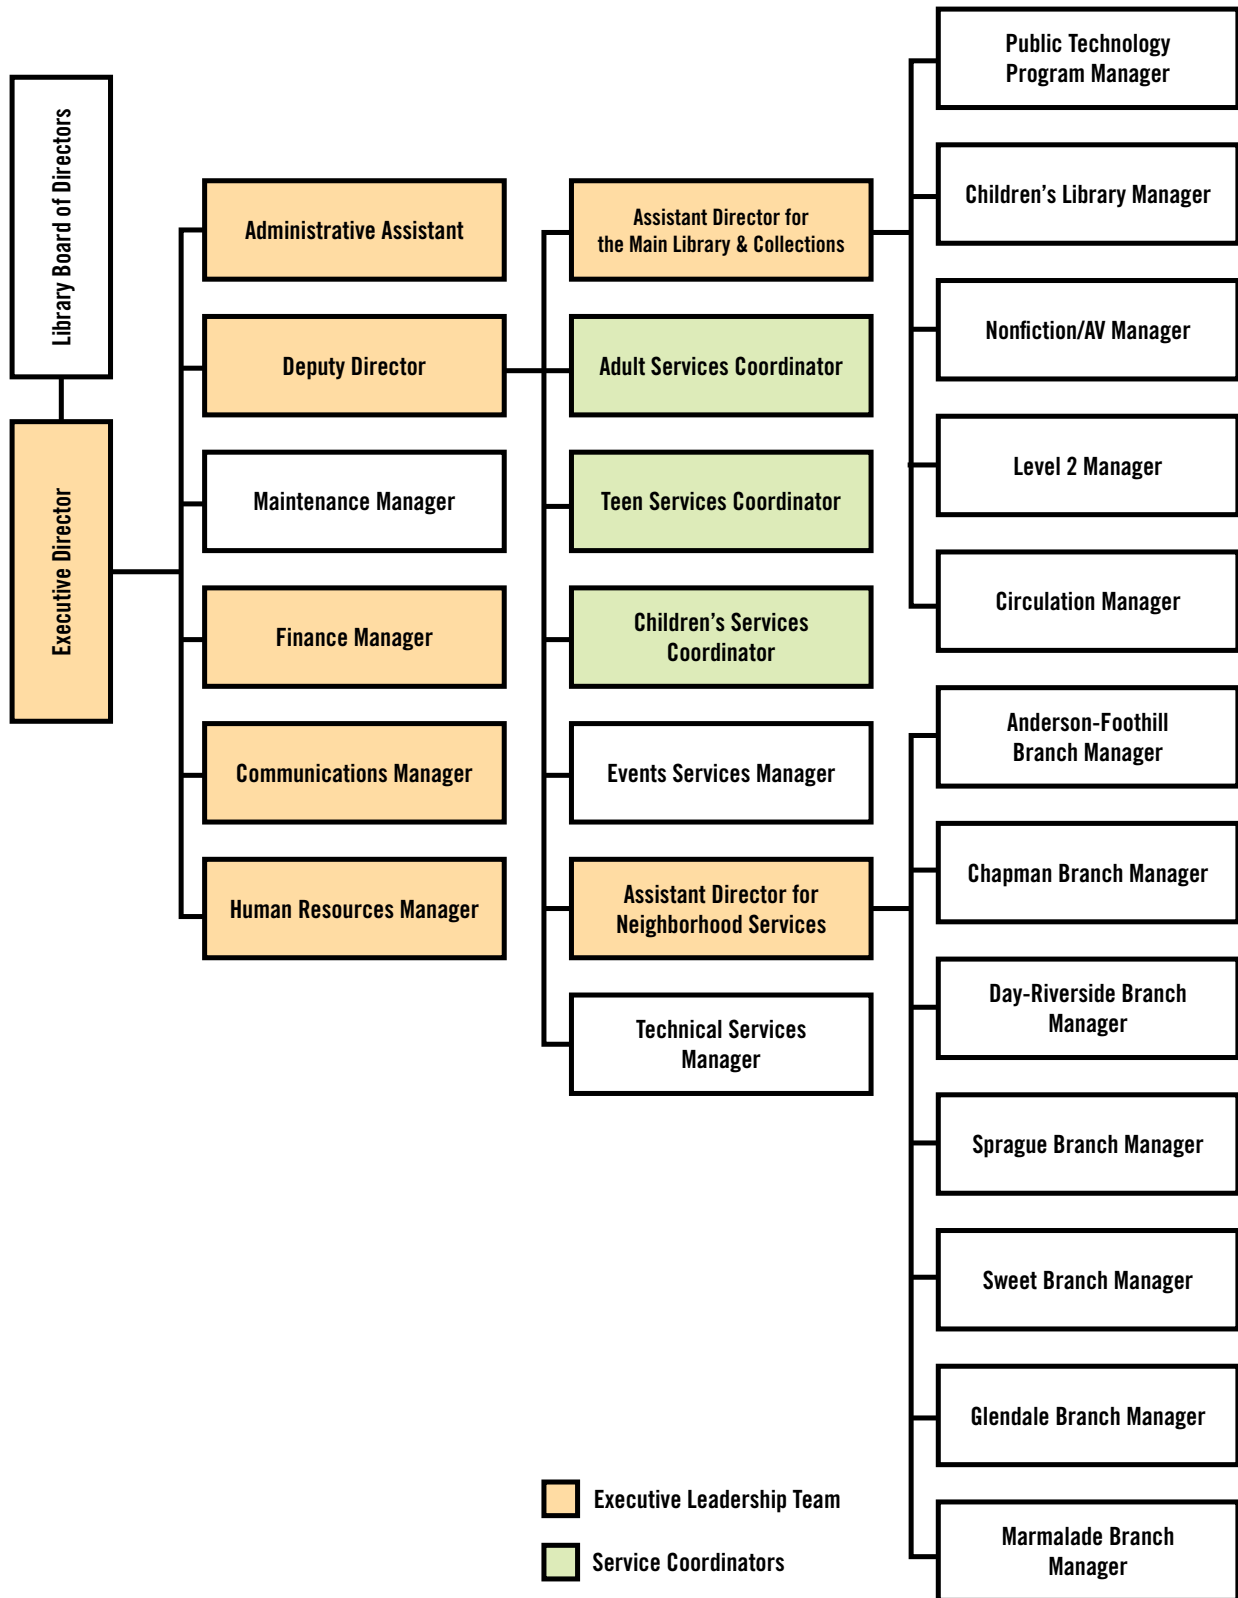 Library Board of Directors
Executive Director
Administrative Assistant
Deputy Director
Maintenance Manager
Finance Manager
Communications Manager
Human Resources Manager
Assistant Director for
the Main Library & Collections
Adult Services Coordinator
Teen Services Coordinator
Children’s Services
Coordinator
Events Services Manager
Assistant Director for
Neighborhood Services
Technical Services
Manager
Public Technology
Program Manager
Children’s Library Manager
Nonfiction/AV Manager
Level 2 Manager
Circulation Manager
Anderson-Foothill
Branch Manager
Chapman Branch Manager
Day-Riverside Branch
Manager
Sprague Branch Manager
Sweet Branch Manager
Glendale Branch Manager
Marmalade Branch
Manager
Executive Leadership Team
Service Coordinators